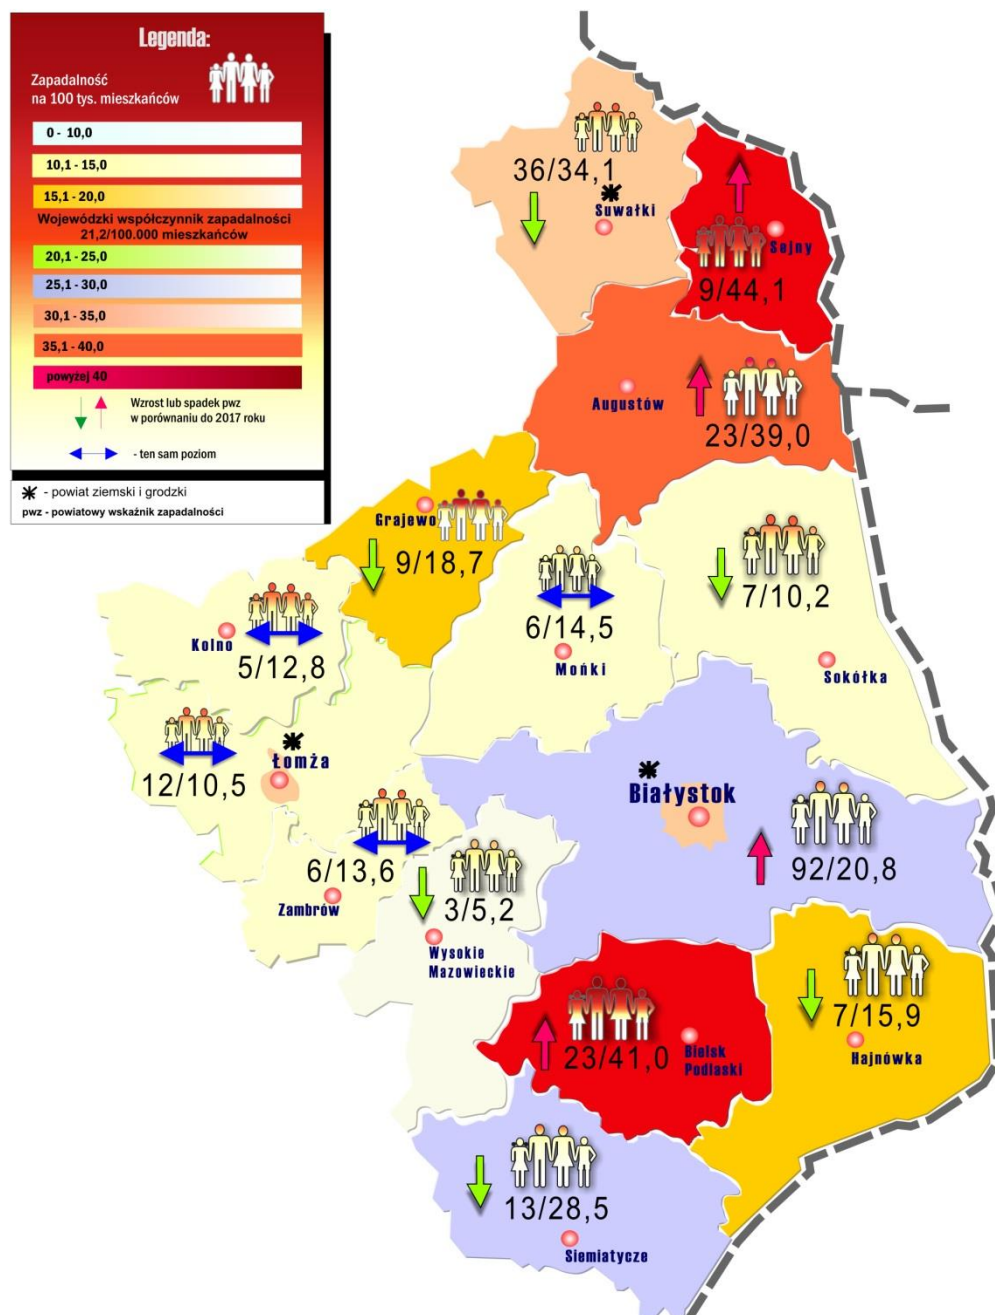 Legenda:
Zapadalność
na 100 tys. mieszkańców
0 - 10,0
10,1 - 15,0
15,1 - 20,0
Wojewódzki współczynnik zapadalności
21,2/100.000 mieszkańców
20,1 - 25,0
25,1 - 30,0
30,1 - 35,0
35,1 - 40,0
powyżej 40
Wzrost lub spadek pwz
w porównaniu do 2017 roku
- ten sam poziom
- powiat ziemski i grodzki
pwz - powiatowy wskaźnik zapadalności
36/34,1
Suwałki
Sejny
9/44,1
Augustów
23/39,0
Grajewo
9/18,7
7/10,2
Sokółka
6/14,5
Mońki
Kolno
5/12,8
Łomża
12/10,5
Białystok
92/20,8
6/13,6
Zambrów
3/5,2
Wysokie
Mazowieckie
7/15,9
Hajnówka
23/41,0
Bielsk
Podlaski
13/28,5
Siemiatycze